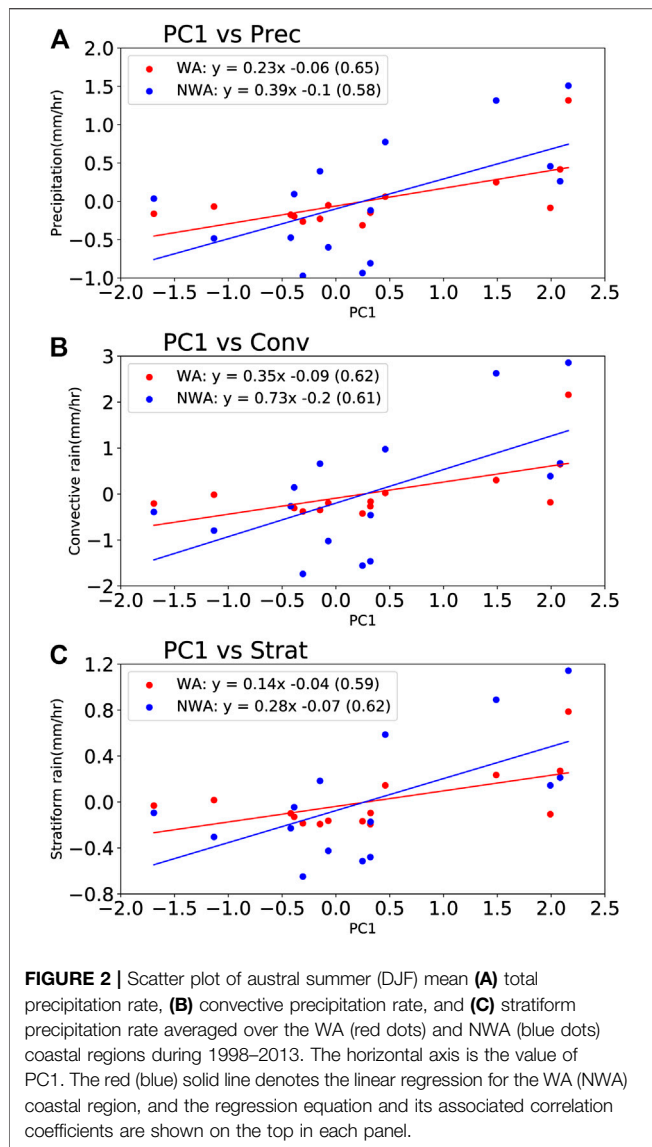 A
PC1 vs Prec
WA: y = 0.23x -0.06 (0.65)
NWA: y = 0.39x -0.1 (0.58)
Precipitation(mm/hr)
2.0
1.5
1.0
0.5
0.0
−0.5
−1.0
−2.0 −1.5 −1.0 −0.5 0.0 0.5 1.0 1.5 2.0 2.5
PC1
B
PC1 vs Conv
WA: y = 0.35x -0.09 (0.62)
NWA: y = 0.73x -0.2 (0.61)
Convective rain(mm/hr)
3
2
1
0
−1
−2
−2.0 −1.5 −1.0 −0.5 0.0 0.5 1.0 1.5 2.0 2.5
PC1
C
PC1 vs Strat
WA: y = 0.14x -0.04 (0.59)
NWA: y = 0.28x -0.07 (0.62)
Stratiform rain(mm/hr)
1.2
0.8
0.4
0.0
−0.4
−0.8
−2.0 −1.5 −1.0 −0.5 0.0 0.5 1.0 1.5 2.0 2.5
PC1
FIGURE 2 | Scatter plot of austral summer (DJF) mean (A) total
precipitation rate, (B) convective precipitation rate, and (C) stratiform
precipitation rate averaged over the WA (red dots) and NWA (blue dots)
coastal regions during 1998–2013. The horizontal axis is the value of
PC1. The red (blue) solid line denotes the linear regression for the WA (NWA)
coastal region, and the regression equation and its associated correlation
coefficients are shown on the top in each panel.